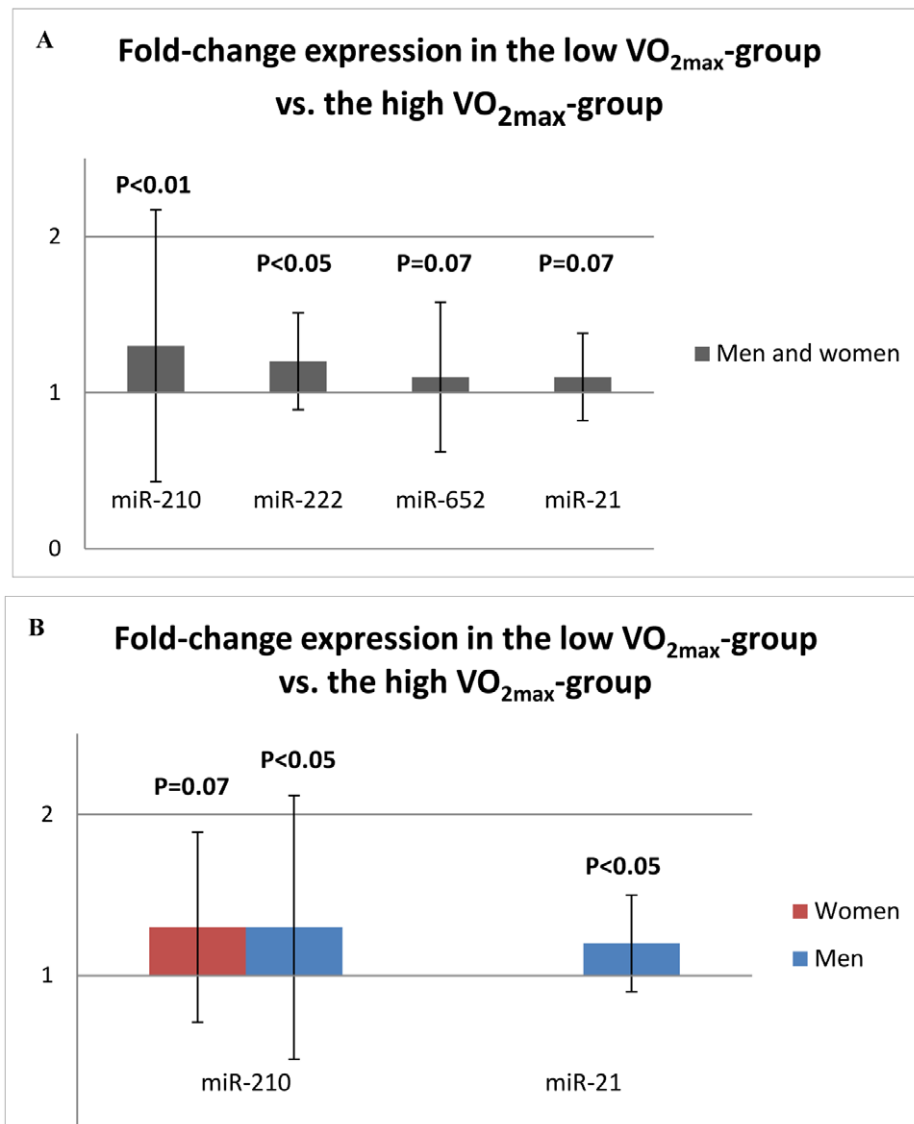 A
Fold-change expression in the low VO2max-group
vs. the high VO2max-group
P<0.01
2
P<0.05 P=0.07 P=0.07
Men and women
1
miR-210 miR-222 miR-652 miR-21
0
B
Fold-change expression in the low VO2max-group
vs. the high VO2max-group
P<0.05
P=0.07
2
P<0.05
Women
Men
1
miR-210 miR-21